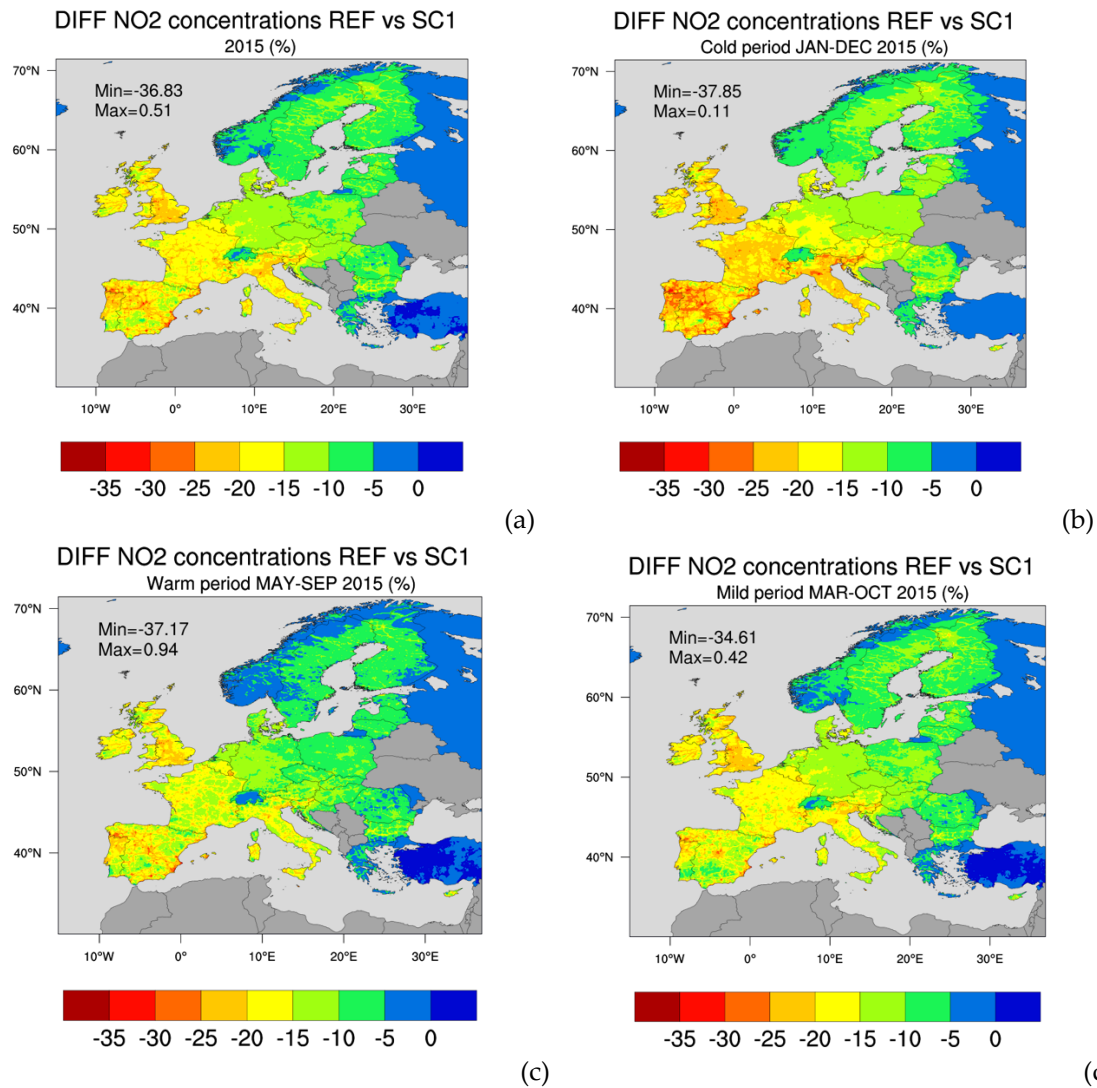 DIFF NO2 concentrations REF vs SC1
2015 (%)
Min=-36.83
Max=0.51
70°N
60°N
50°N
40°N
10°W 0° 10°E 20°E 30°E
-35 -30 -25 -20 -15 -10 -5 0
(a)
DIFF NO2 concentrations REF vs SC1
Cold period JAN-DEC 2015 (%)
Min=-37.85
Max=0.11
70°N
60°N
50°N
40°N
10°W 0° 10°E 20°E 30°E
-35 -30 -25 -20 -15 -10 -5 0
(b)
DIFF NO2 concentrations REF vs SC1
Warm period MAY-SEP 2015 (%)
Min=-37.17
Max=0.94
70°N
60°N
50°N
40°N
10°W 0° 10°E 20°E 30°E
-35 -30 -25 -20 -15 -10 -5 0
(c)
DIFF NO2 concentrations REF vs SC1
Mild period MAR-OCT 2015 (%)
Min=-34.61
Max=0.42
70°N
60°N
50°N
40°N
10°W 0° 10°E 20°E 30°E
-35 -30 -25 -20 -15 -10 -5 0